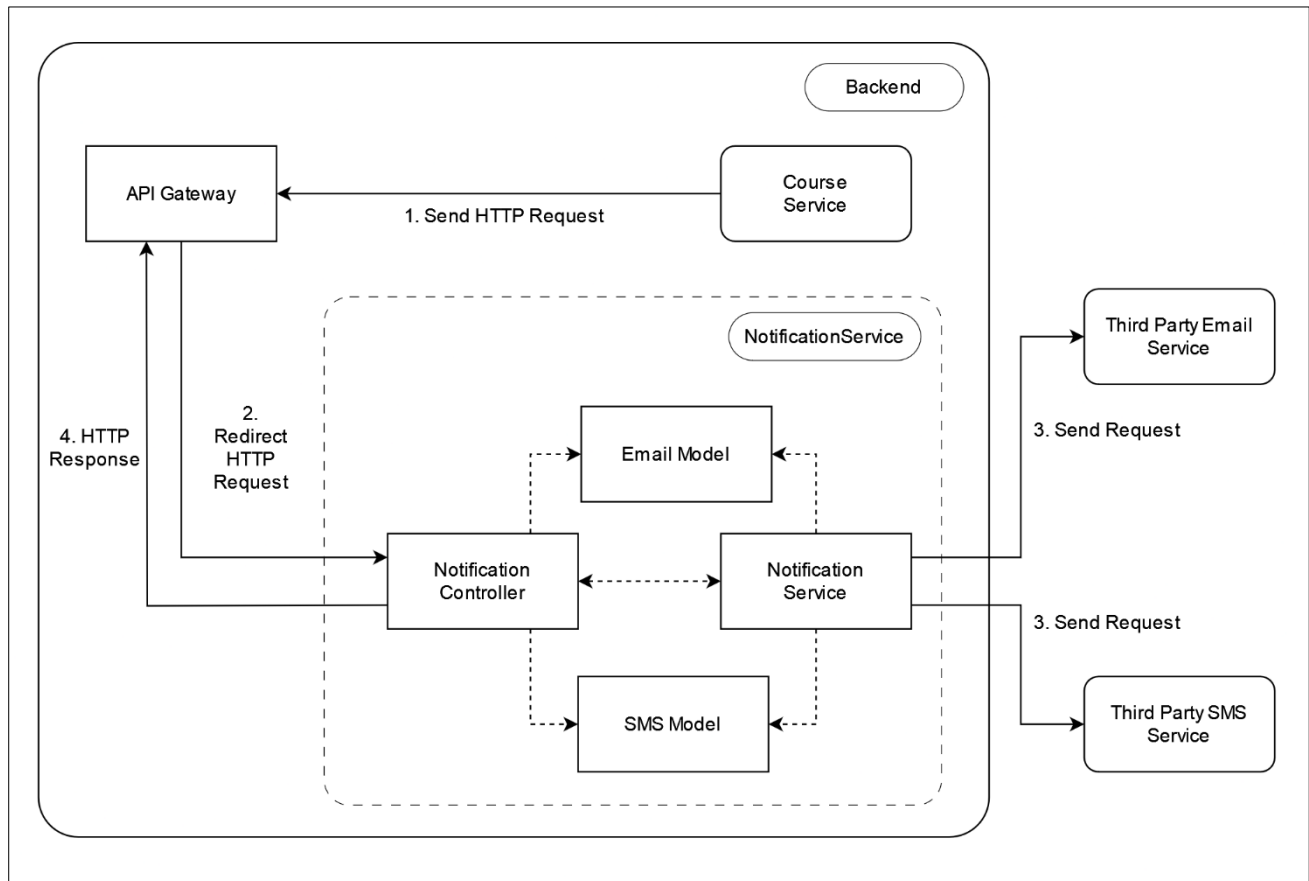 Backend
API Gateway
Course
Service
1. Send HTTP Request
NotificationService
Third Party Email
Service
4. HTTP
Response
2.
Redirect
HTTP
Request
Email Model
3. Send Request
Notification
Controller
Notification
Service
3. Send Request
SMS Model
Third Party SMS
Service